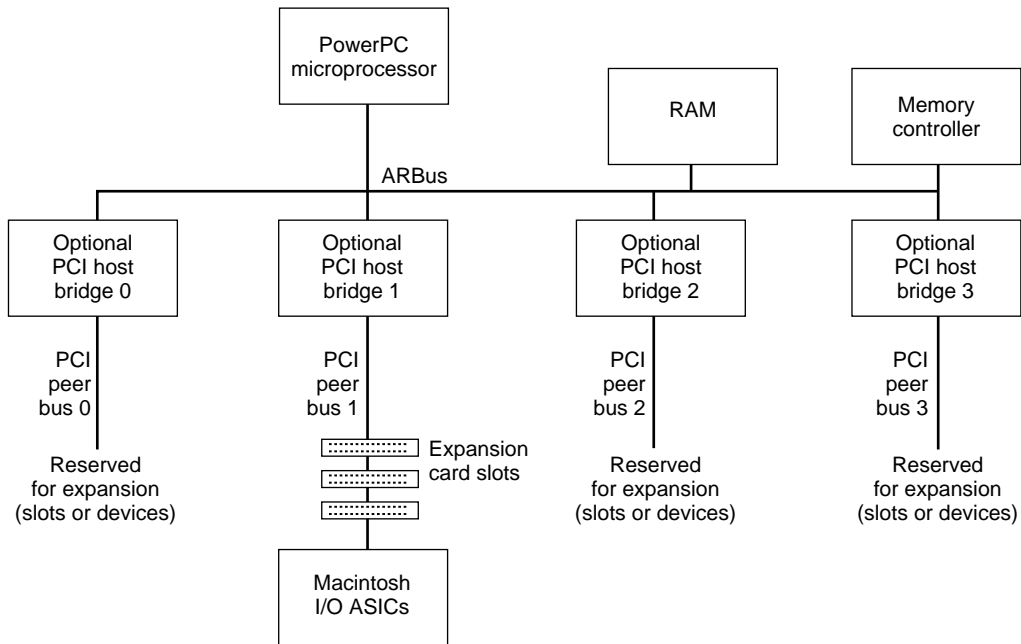 PowerPC
microprocessor
RAM
Memory
controller
ARBus
Optional
PCI host
bridge 0
Optional
PCI host
bridge 1
Optional
PCI host
bridge 2
Optional
PCI host
bridge 3
PCI
peer
bus 0
PCI
peer
bus 1
PCI
peer
bus 2
PCI
peer
bus 3
Reserved
for expansion
(slots or devices)
Expansion
card slots
Reserved
for expansion
(slots or devices)
Reserved
for expansion
(slots or devices)
Macintosh
I/O ASICs